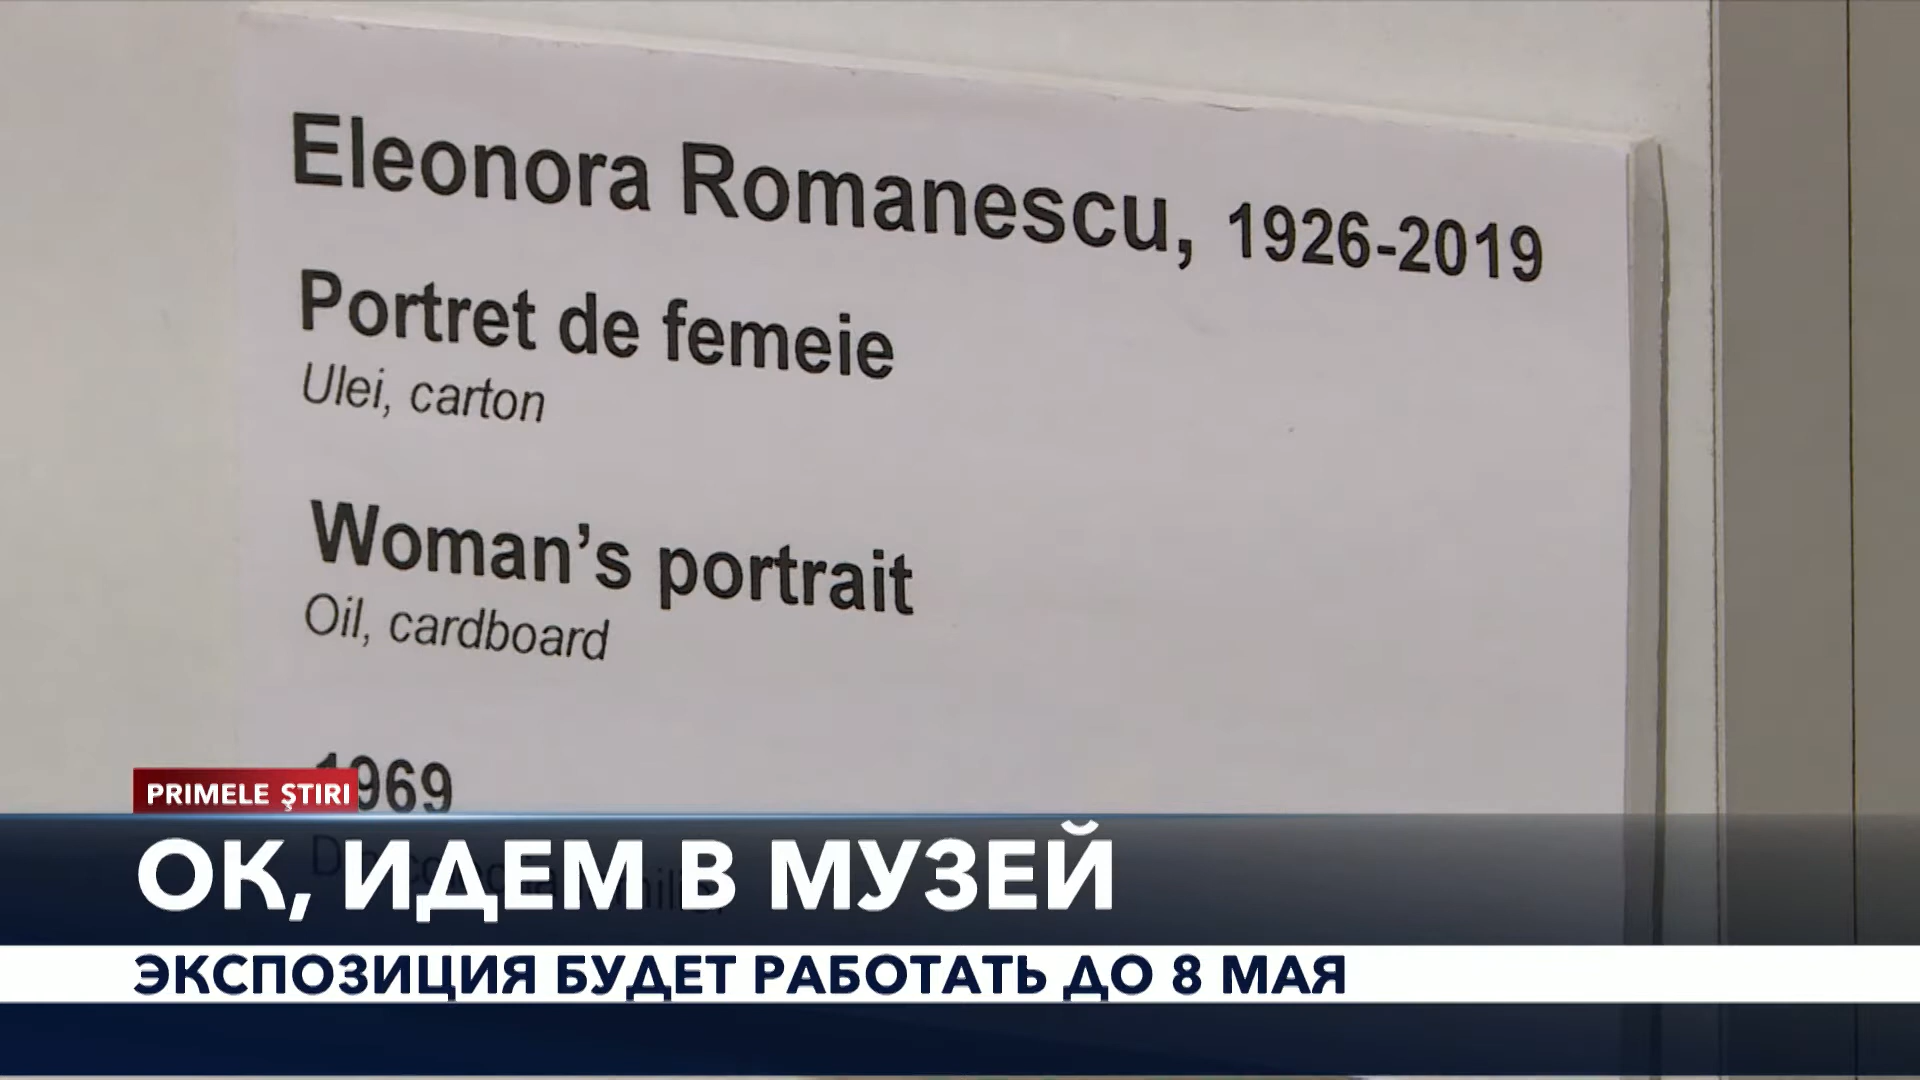 Eleonora Romanescu, 1926-2019
Portret de femeie
Ulei, carton
Woman’s portrait
Oil, cardboard
1969
PRIMELE ŞTIRI
ОК, ИДЕМ В МУЗЕЙ
ЭКСПОЗИЦИЯ БУДЕТ РАБОТАТЬ ДО 8 МАЯ